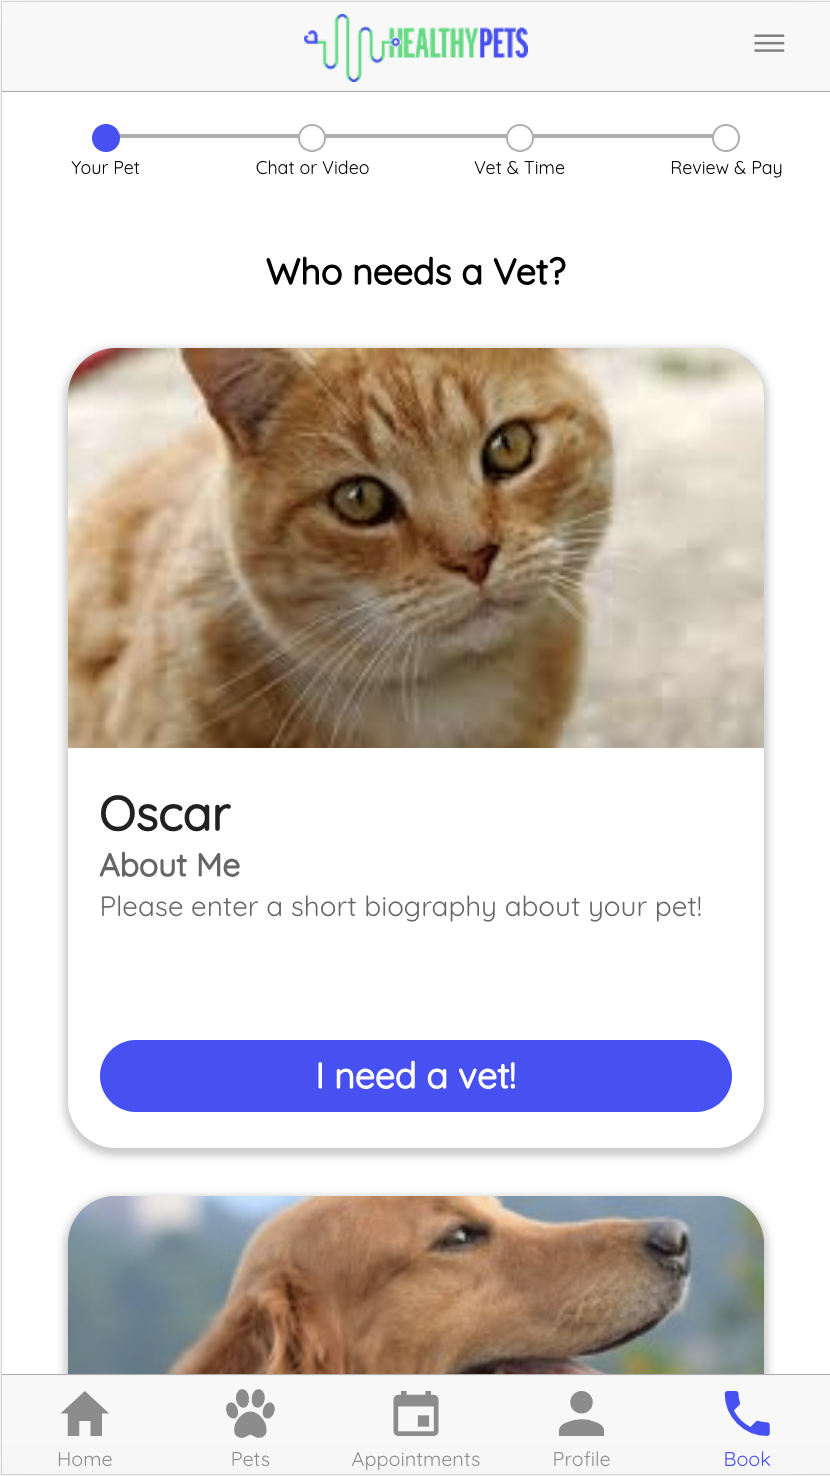 HEALTHYPETS
Your Pet
Chat or Video
Vet & Time
Review & Pay
Who needs a Vet?
Oscar
About Me
Please enter a short biography about your pet!
I need a vet!
Home
Pets
Appointments
Profile
Book